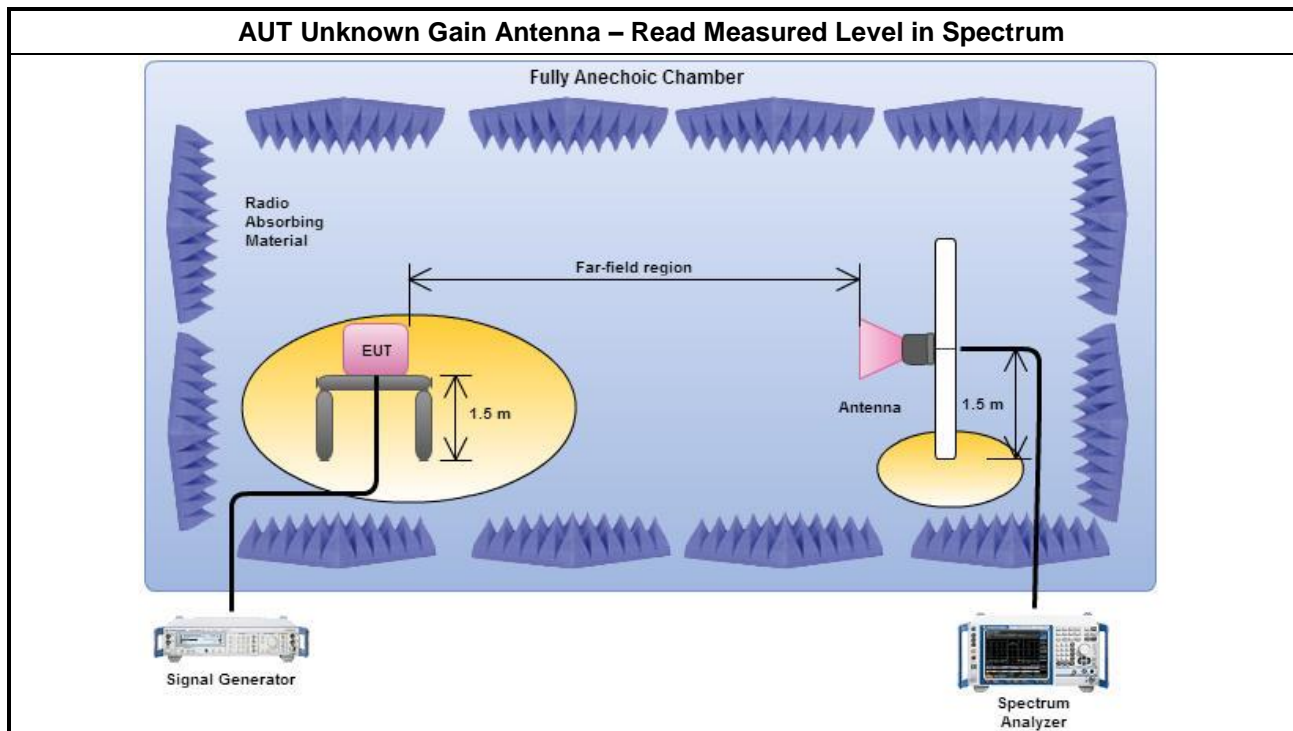 AUT Unknown Gain Antenna – Read Measured Level in Spectrum
Fully Anechoic Chamber
Radio
Absorbing
Material
Far-field region
EUT
1.5 m
Antenna
1.5 m
Signal Generator
Spectrum
Analyzer